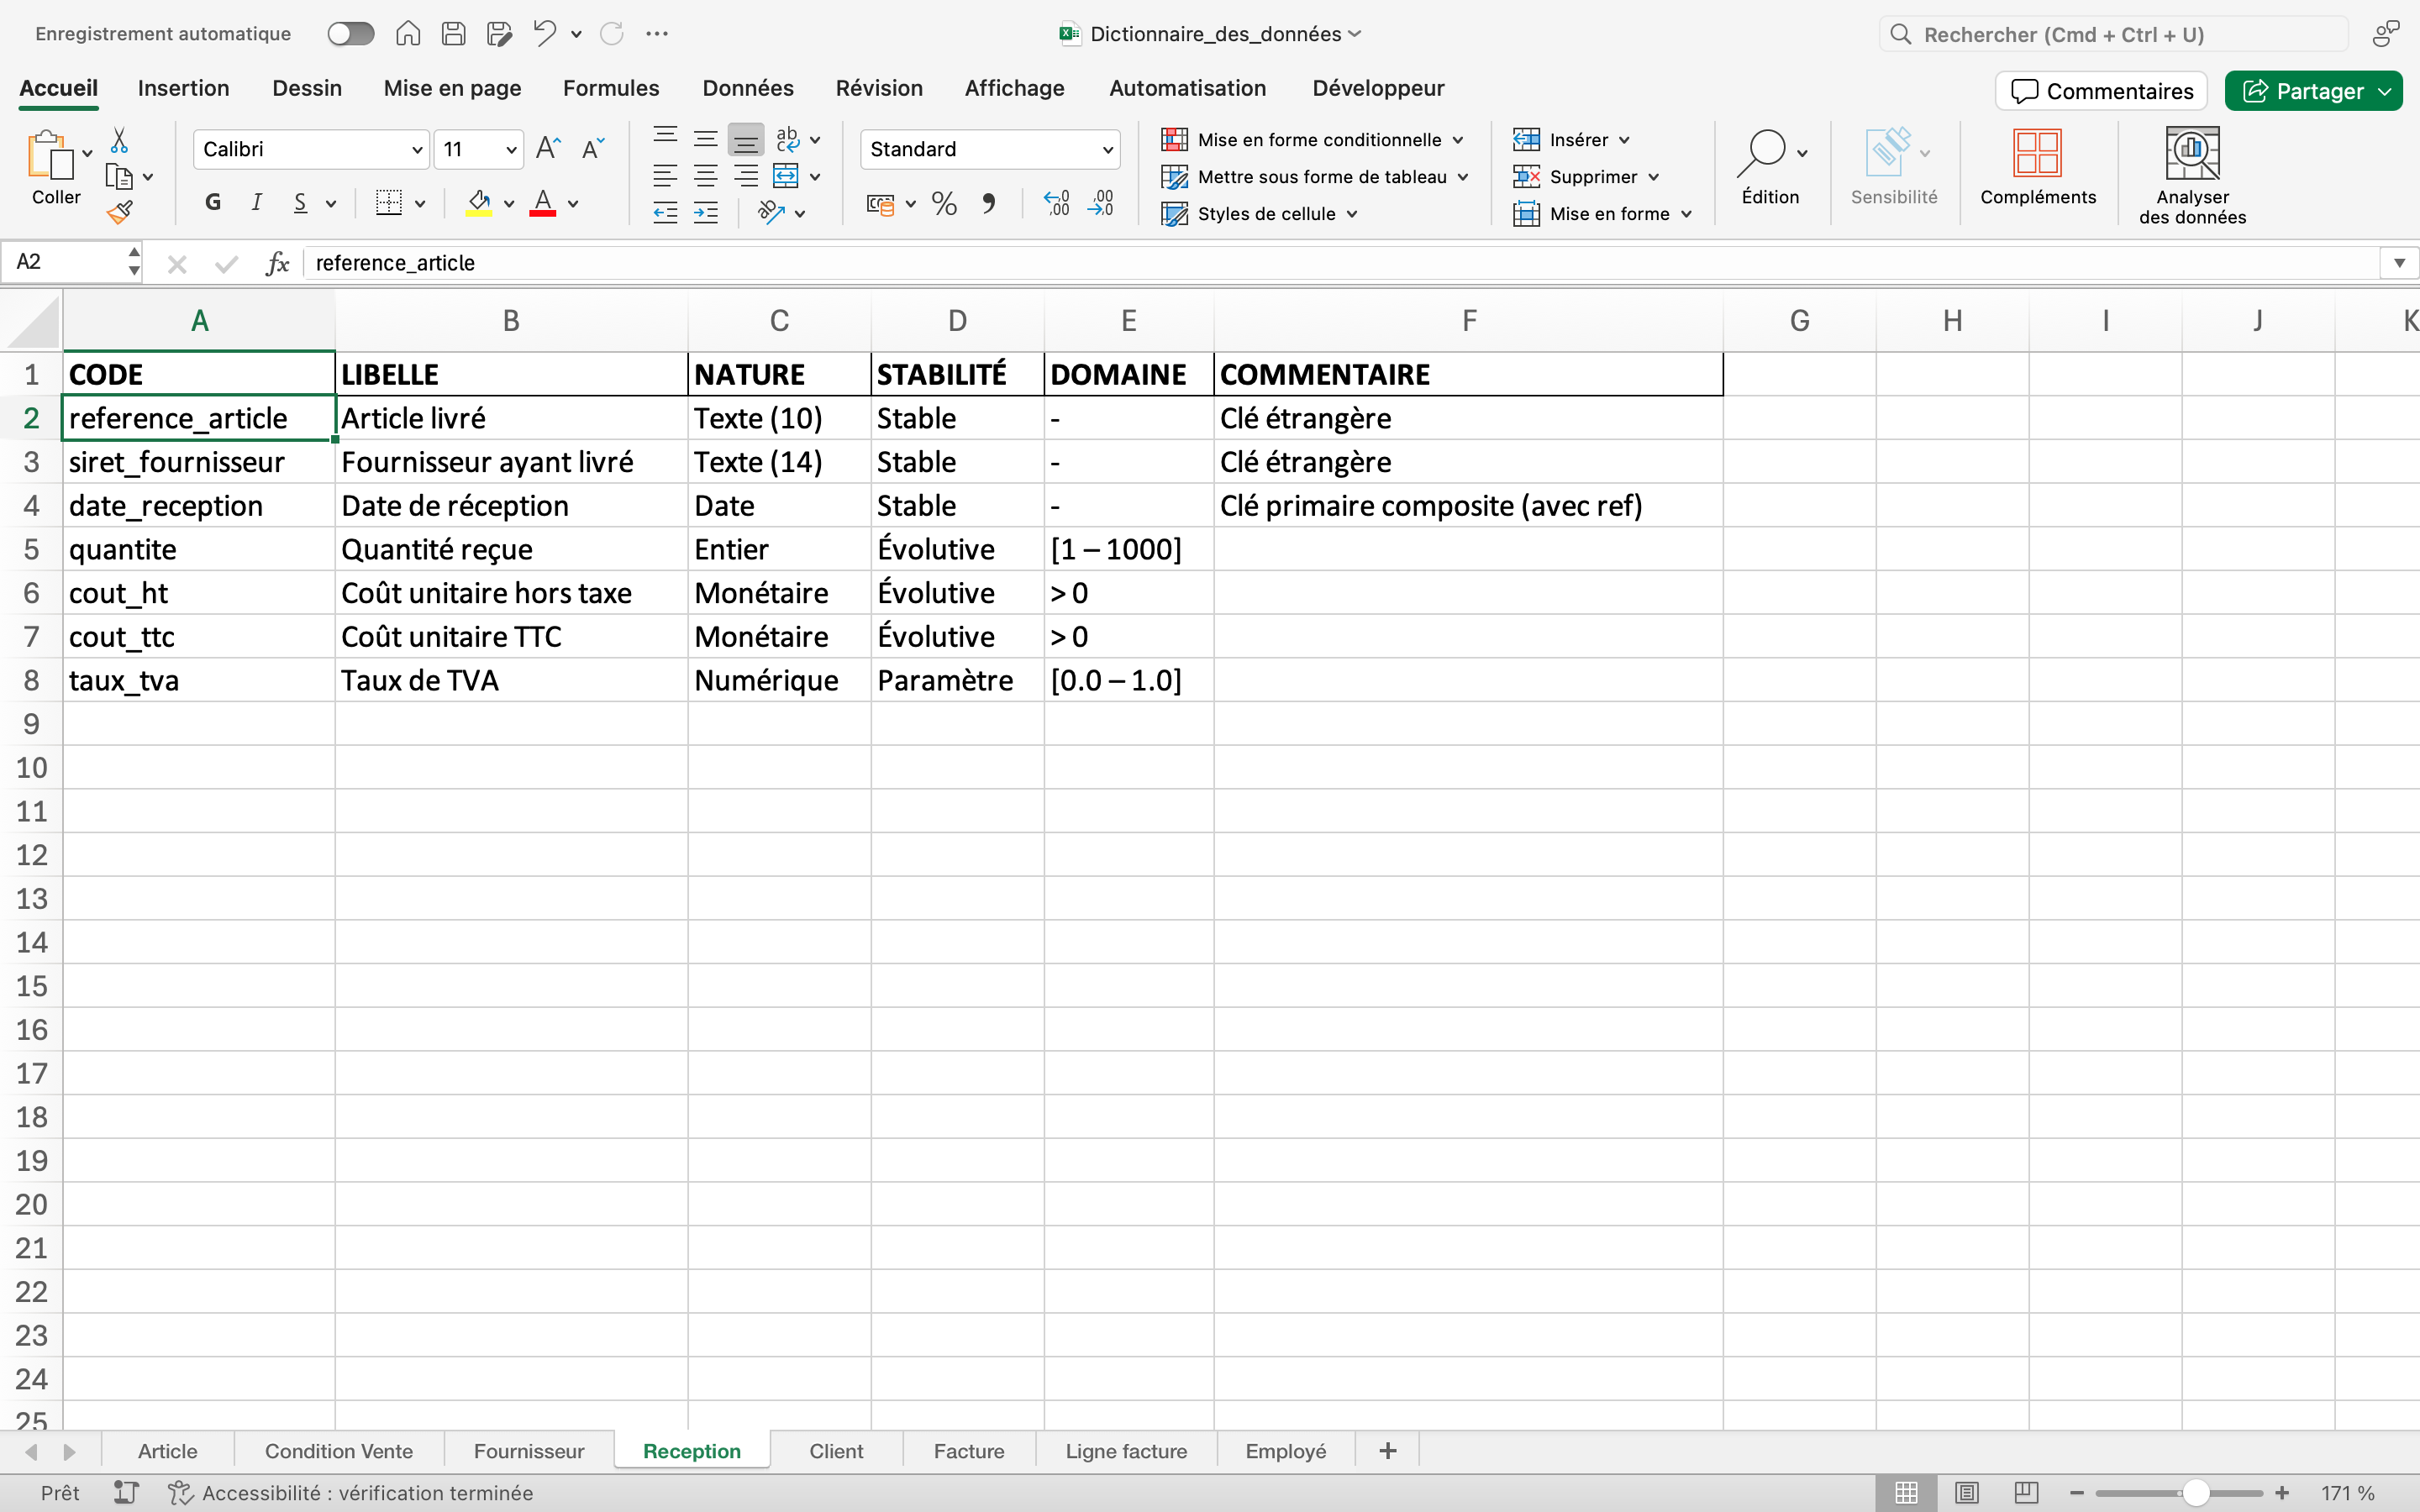 Enregistrement automatique
Dictionnaire_des_données
Rechercher (Cmd + Ctrl + U)
Accueil Insertion Dessin Mise en page Formules Données Révision Affichage Automatisation Développeur
Commentaires Partager
Coller
Calibri 11
G I S A
ab
Standard
% ,00 ,00
Mise en forme conditionnelle
Mettre sous forme de tableau
Styles de cellule
Insérer
Supprimer
Mise en forme
Édition
Sensibilité
Compléments
Analyser
des données
A2 fx reference_article
A B C D E F G H I J K
1 CODE LIBELLE NATURE STABILITÉ DOMAINE COMMENTAIRE
2 reference_article Article livré Texte (10) Stable - Clé étrangère
3 siret_fournisseur Fournisseur ayant livré Texte (14) Stable - Clé étrangère
4 date_reception Date de réception Date Stable - Clé primaire composite (avec ref)
5 quantite Quantité reçue Entier Évolutive [1 – 1000]
6 cout_ht Coût unitaire hors taxe Monétaire Évolutive > 0
7 cout_ttc Coût unitaire TTC Monétaire Évolutive > 0
8 taux_tva Taux de TVA Numérique Paramètre [0.0 – 1.0]
9
10
11
12
13
14
15
16
17
18
19
20
21
22
23
24
25
Article Condition Vente Fournisseur Reception Client Facture Ligne facture Employé +
Prêt Accessibilité : vérification terminée 171 %